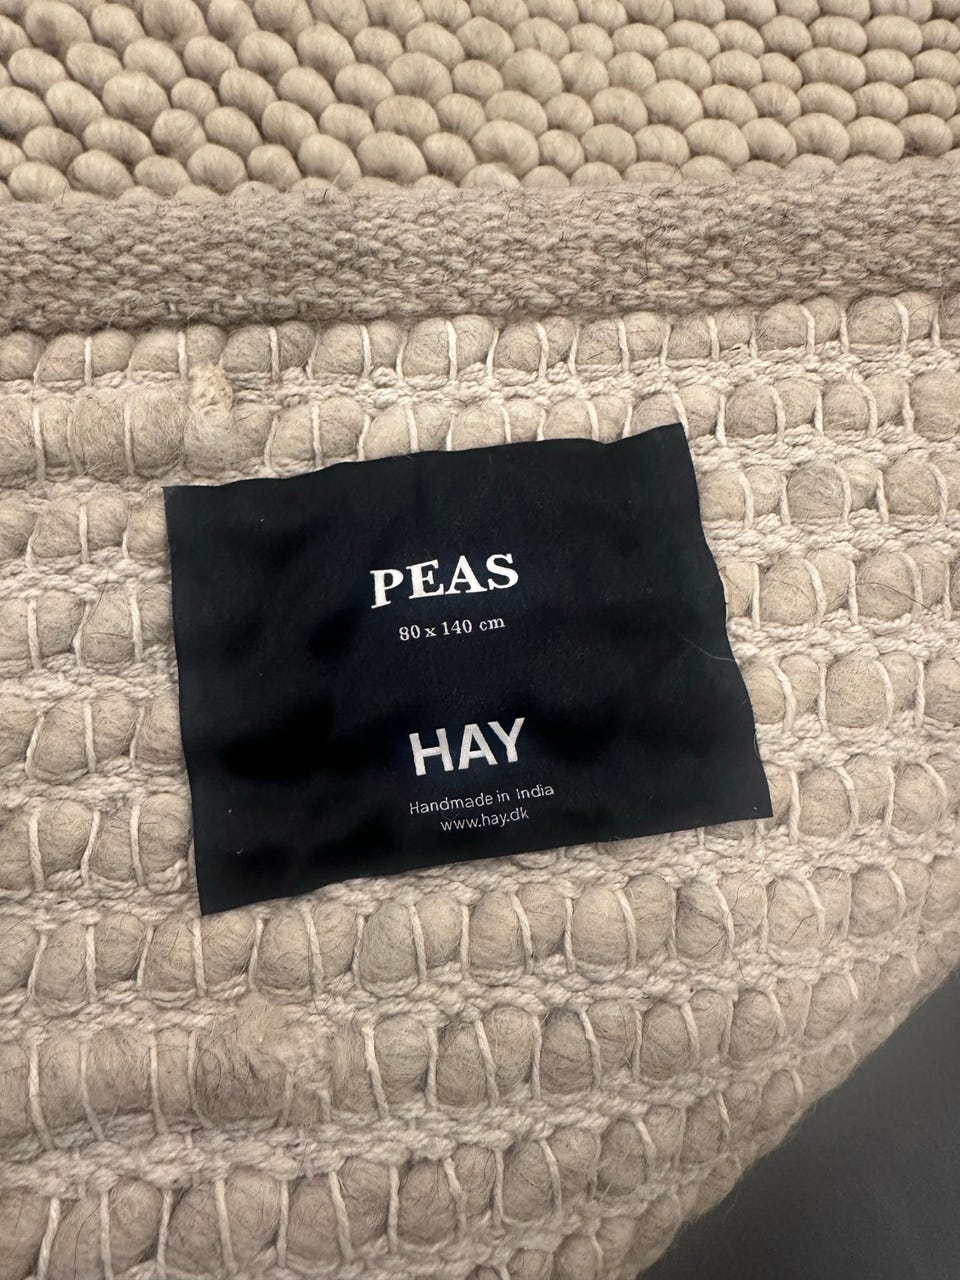 PEAS
80 x 140 cm
HAY
Handmade in India
www.hay.dk